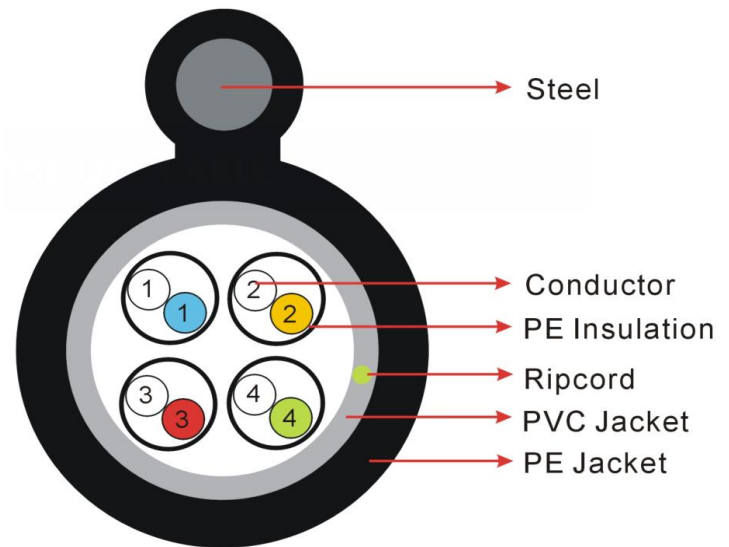 Steel
1 2 Conductor
1 2 PE Insulation
Ripcord
3 4
3 4 PVC Jacket
PE Jacket